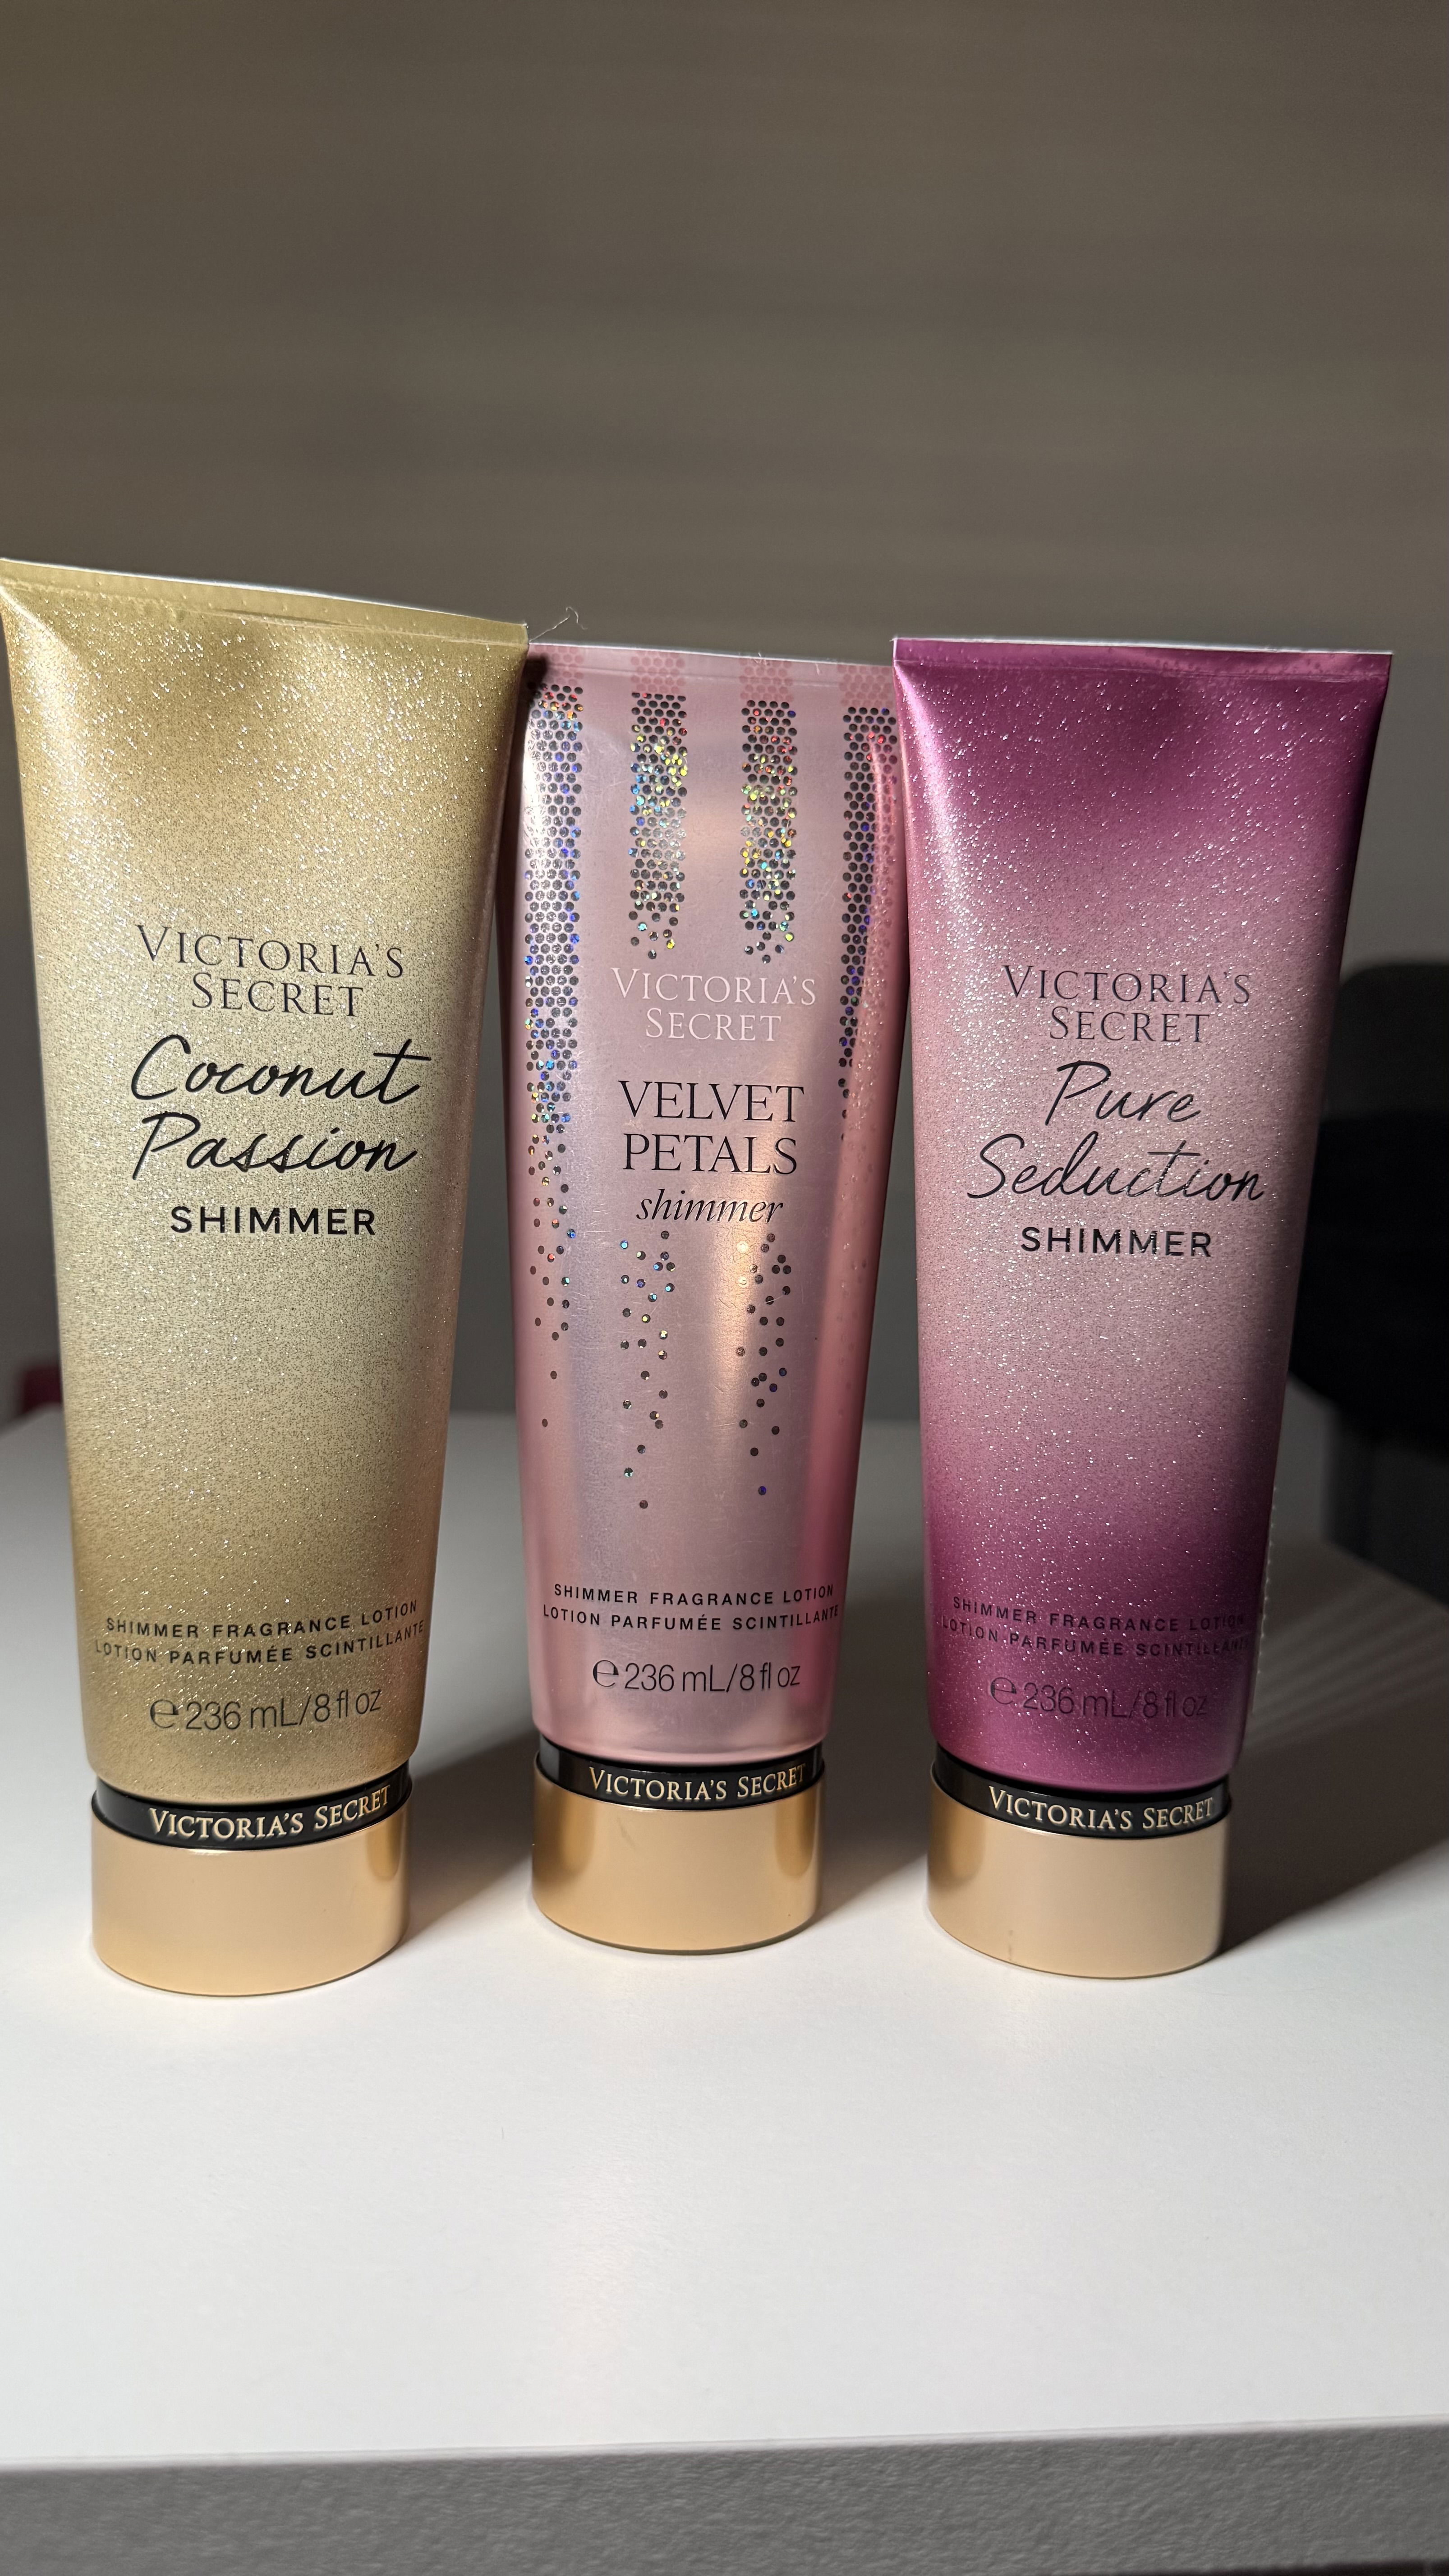 VICTORIA'S
SECRET
Coconut
Passion
SHIMMER
SHIMMER FRAGRANCE LOTION
LOTION PARFUMÉE SCINTILLANTE
℮ 236 mL/8 fl oz
VICTORIA'S SECRET
VICTORIA'S
SECRET
VELVET
PETALS
shimmer
SHIMMER FRAGRANCE LOTION
LOTION PARFUMÉE SCINTILLANTE
℮ 236 mL/8 fl oz
VICTORIA'S SECRET
VICTORIA'S
SECRET
Pure
Seduction
SHIMMER
SHIMMER FRAGRANCE LOTION
LOTION PARFUMÉE SCINTILLANTE
℮ 236 mL/8 fl oz
VICTORIA'S SECRET